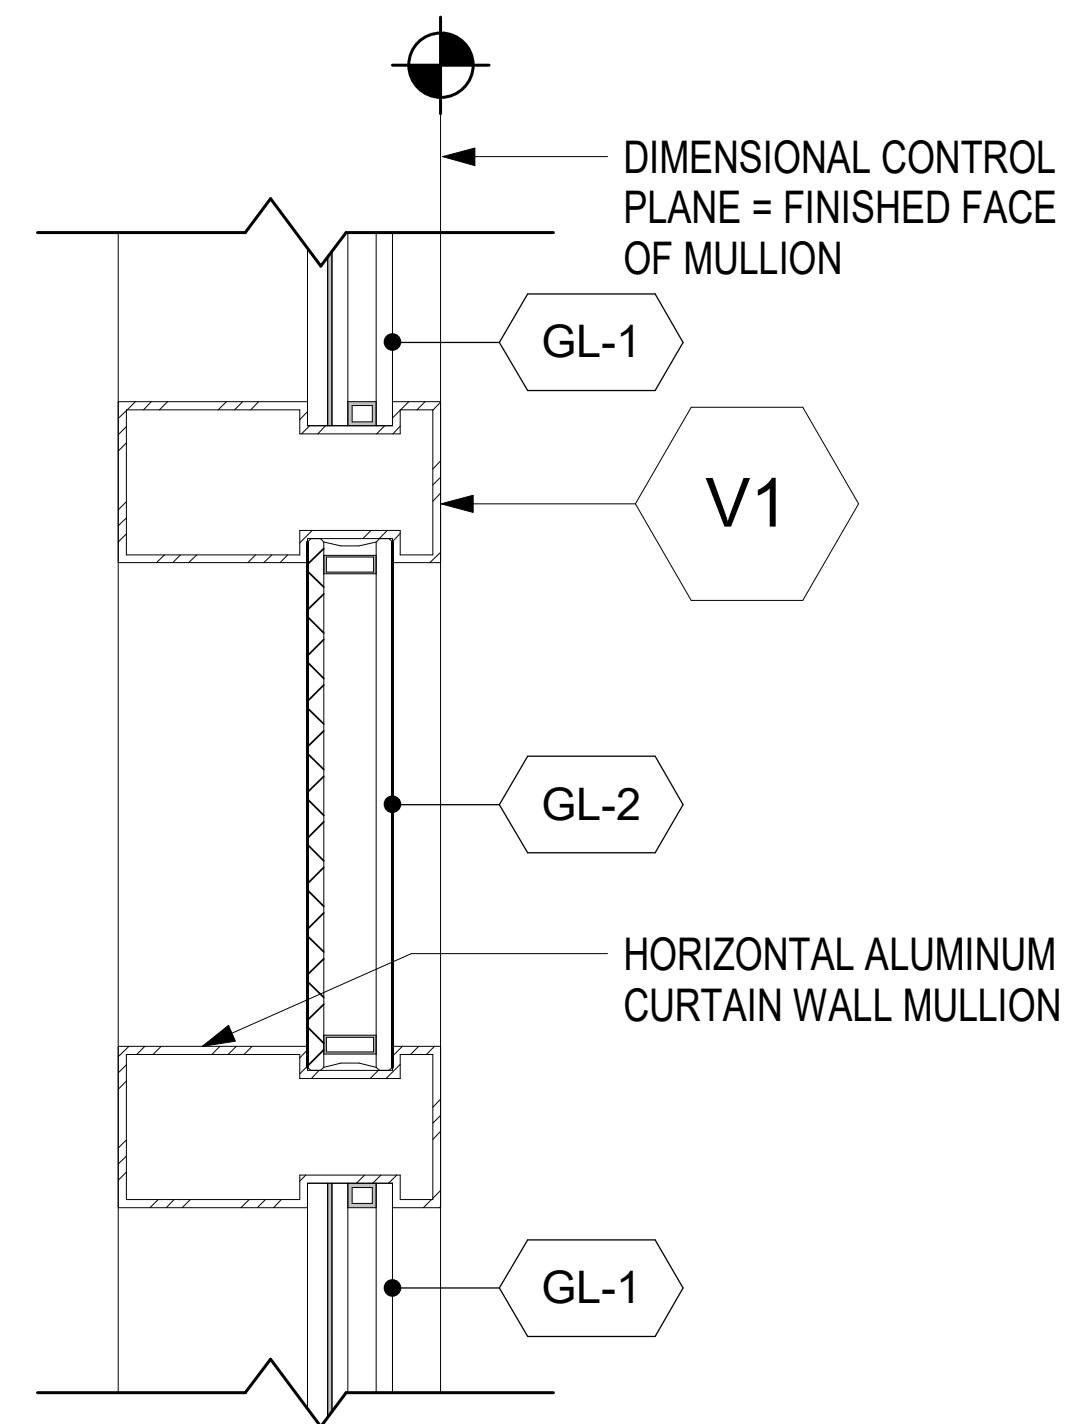 DIMENSIONAL CONTROL
PLANE = FINISHED FACE
OF MULLION
GL-1
V1
GL-2
HORIZONTAL ALUMINUM
CURTAIN WALL MULLION
GL-1